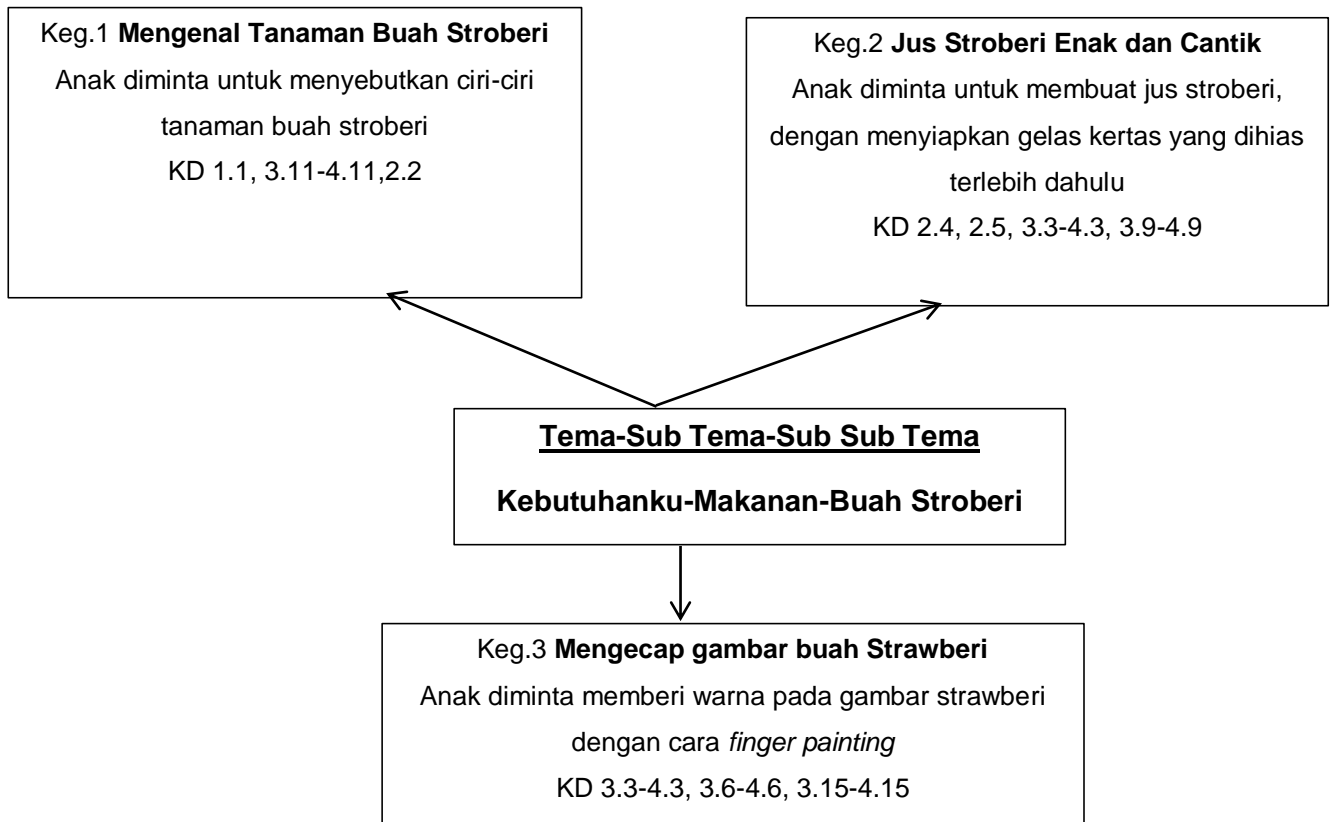 Keg.1 Mengenal Tanaman Buah Stroberi
Anak diminta untuk menyebutkan ciri-ciri
tanaman buah stroberi
KD 1.1, 3.11-4.11,2.2
Keg.2 Jus Stroberi Enak dan Cantik
Anak diminta untuk membuat jus stroberi,
dengan menyiapkan gelas kertas yang dihias
terlebih dahulu
KD 2.4, 2.5, 3.3-4.3, 3.9-4.9
Tema-Sub Tema-Sub Sub Tema
Kebutuhanku-Makanan-Buah Stroberi
Keg.3 Mengecap gambar buah Strawberi
Anak diminta memberi warna pada gambar strawberi
dengan cara finger painting
KD 3.3-4.3, 3.6-4.6, 3.15-4.15